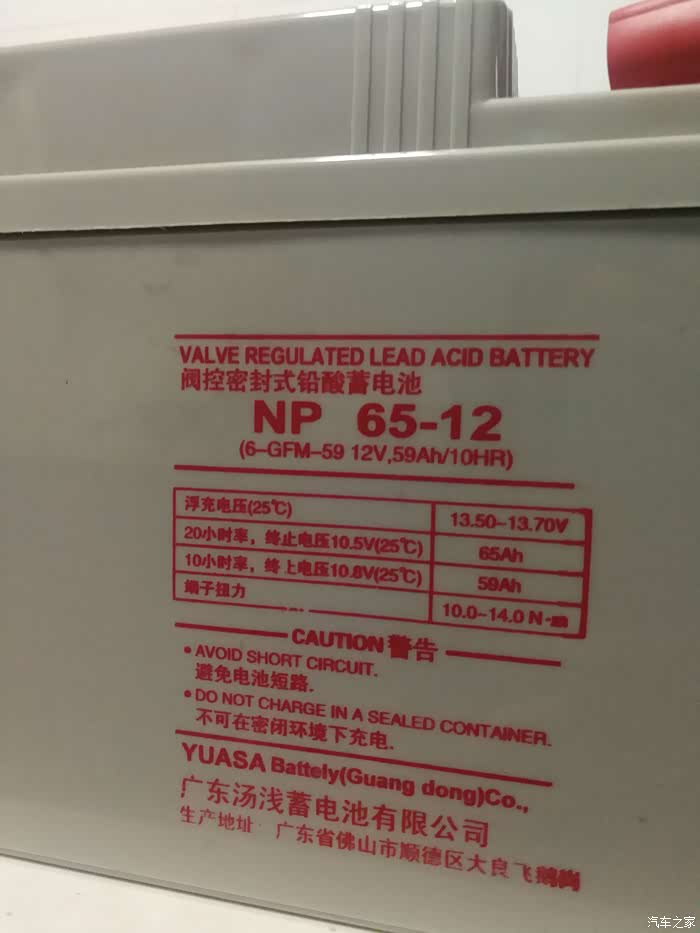 VALVE REGULATED LEAD ACID BATTERY
阀控密封式铅酸蓄电池
NP 65-12
(6-GFM-59 12V,59Ah/10HR)
浮充电压(25℃) 13.50~13.70V
20小时率，终止电压10.5V(25℃) 65Ah
10小时率，终上电压10.8V(25℃) 59Ah
端子扭力 10.0~14.0 N·m
CAUTION 警告
• AVOID SHORT CIRCUIT.
避免电池短路.
• DO NOT CHARGE IN A SEALED CONTAINER.
不可在密闭环境下充电.
YUASA Battely(Guang dong)Co.,
广东汤浅蓄电池有限公司
生产地址 广东省佛山市顺德区大良飞鹅岗
汽车之家